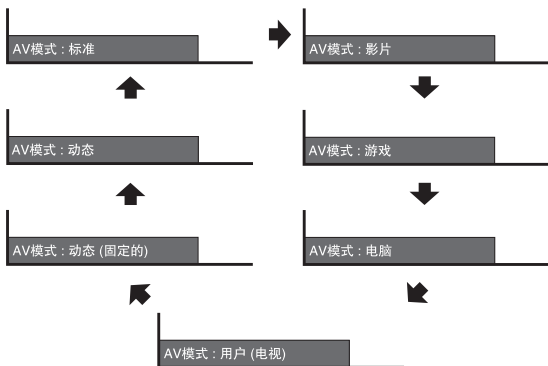 AV模式 : 标准
AV模式 : 影片
AV模式 : 动态
AV模式 : 游戏
AV模式 : 动态 (固定的)
AV模式 : 电脑
AV模式 : 用户 (电视)